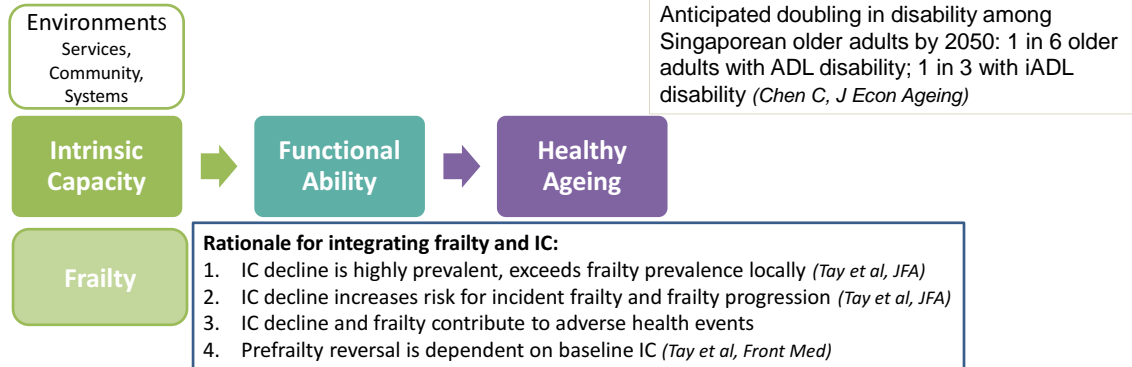 Environments
Services,
Community,
Systems
Anticipated doubling in disability among
Singaporean older adults by 2050: 1 in 6 older
adults with ADL disability; 1 in 3 with iADL
disability (Chen C, J Econ Ageing)
Intrinsic
Capacity
Functional
Ability
Healthy
Ageing
Frailty
Rationale for integrating frailty and IC:
1. IC decline is highly prevalent, exceeds frailty prevalence locally (Tay et al, JFA)
2. IC decline increases risk for incident frailty and frailty progression (Tay et al, JFA)
3. IC decline and frailty contribute to adverse health events
4. Prefrailty reversal is dependent on baseline IC (Tay et al, Front Med)